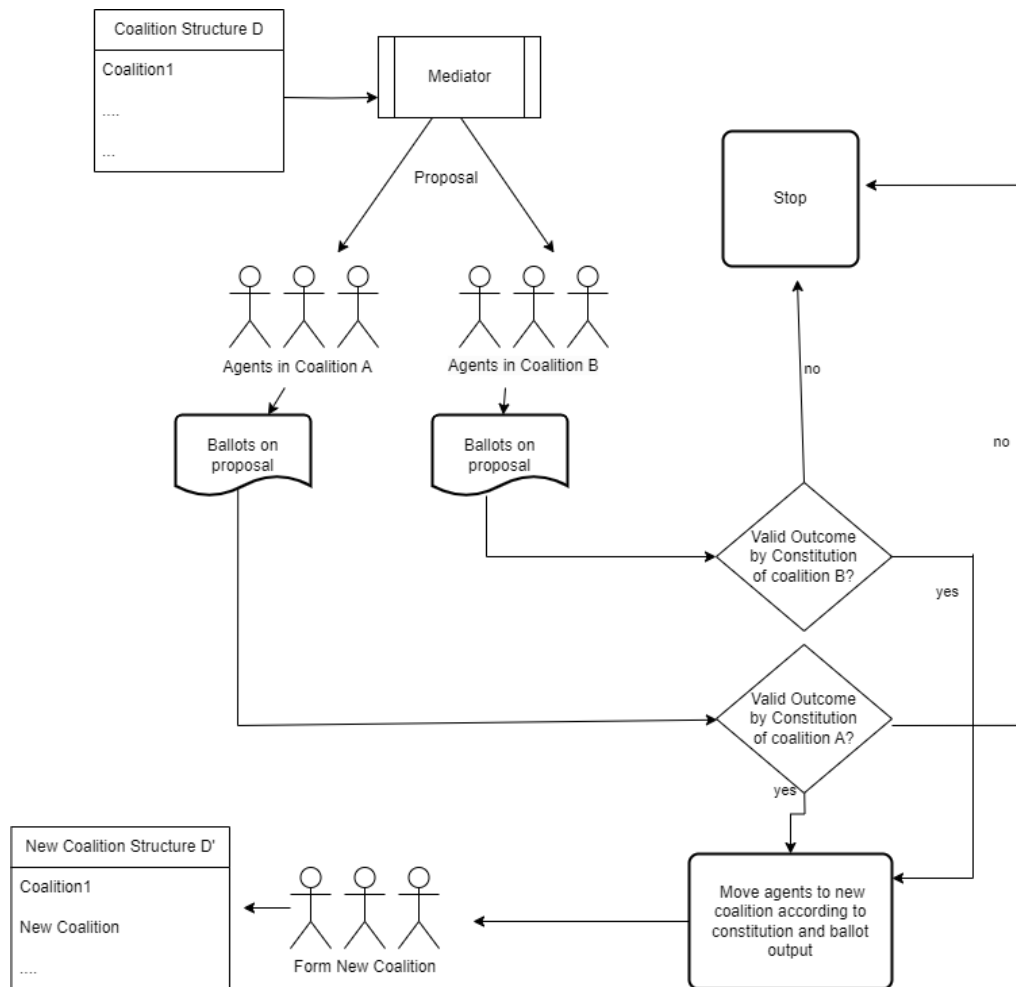 Coalition Structure D
Coalition1
....
...
Mediator
Proposal
Stop
Agents in Coalition A
Agents in Coalition B
no
Ballots on
proposal
Ballots on
proposal
no
Valid Outcome
by Constitution
of coalition B?
yes
Valid Outcome
by Constitution
of coalition A?
yes
New Coalition Structure D'
Coalition1
New Coalition
....
Form New Coalition
Move agents to new
coalition according to
constitution and ballot
output